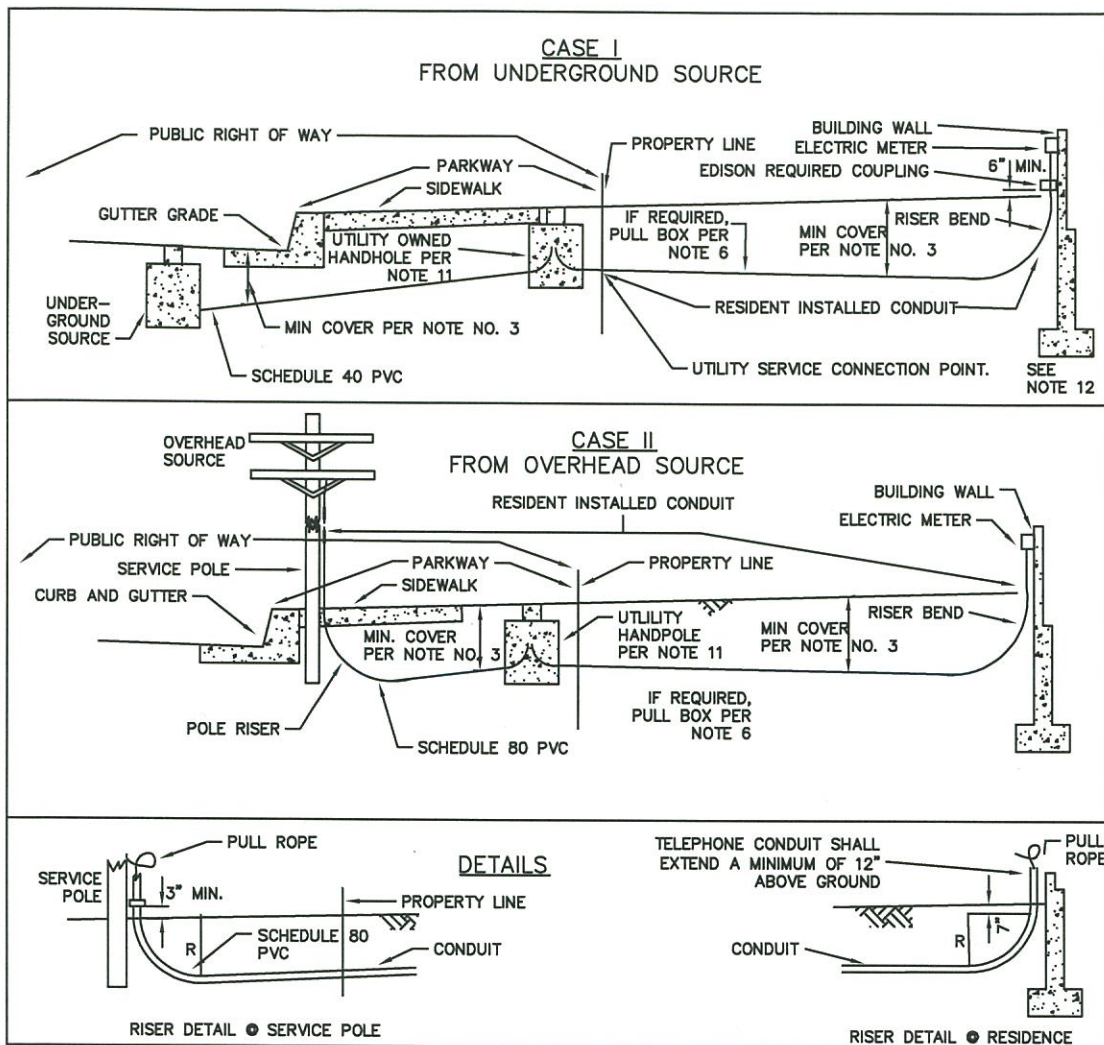 CASE I
FROM UNDERGROUND SOURCE
PUBLIC RIGHT OF WAY
PARKWAY
SIDEWALK
GUTTER GRADE
UTILITY OWNED
HANDHOLE PER
NOTE 11
UNDER-
GROUND
SOURCE
MIN COVER PER NOTE NO. 3
SCHEDULE 40 PVC
PROPERTY LINE
IF REQUIRED,
PULL BOX PER
NOTE 6
BUILDING WALL
ELECTRIC METER
EDISON REQUIRED COUPLING
6" MIN.
RISER BEND
MIN COVER
PER NOTE NO. 3
RESIDENT INSTALLED CONDUIT
UTILITY SERVICE CONNECTION POINT.
SEE
NOTE 12
CASE II
FROM OVERHEAD SOURCE
OVERHEAD
SOURCE
RESIDENT INSTALLED CONDUIT
BUILDING WALL
ELECTRIC METER
PUBLIC RIGHT OF WAY
SERVICE POLE
PARKWAY
SIDEWALK
PROPERTY LINE
CURB AND GUTTER
MIN. COVER
PER NOTE NO. 3
UTLILITY
HANDPOLE
PER NOTE 11
MIN COVER
PER NOTE NO. 3
RISER BEND
IF REQUIRED,
PULL BOX PER
NOTE 6
POLE RISER
SCHEDULE 80 PVC
DETAILS
PULL ROPE
SERVICE
POLE
3" MIN.
PROPERTY LINE
R
SCHEDULE 80
PVC
CONDUIT
RISER DETAIL @ SERVICE POLE
TELEPHONE CONDUIT SHALL
EXTEND A MINIMUM OF 12"
ABOVE GROUND
PULL
ROPE
R
7"
CONDUIT
RISER DETAIL @ RESIDENCE